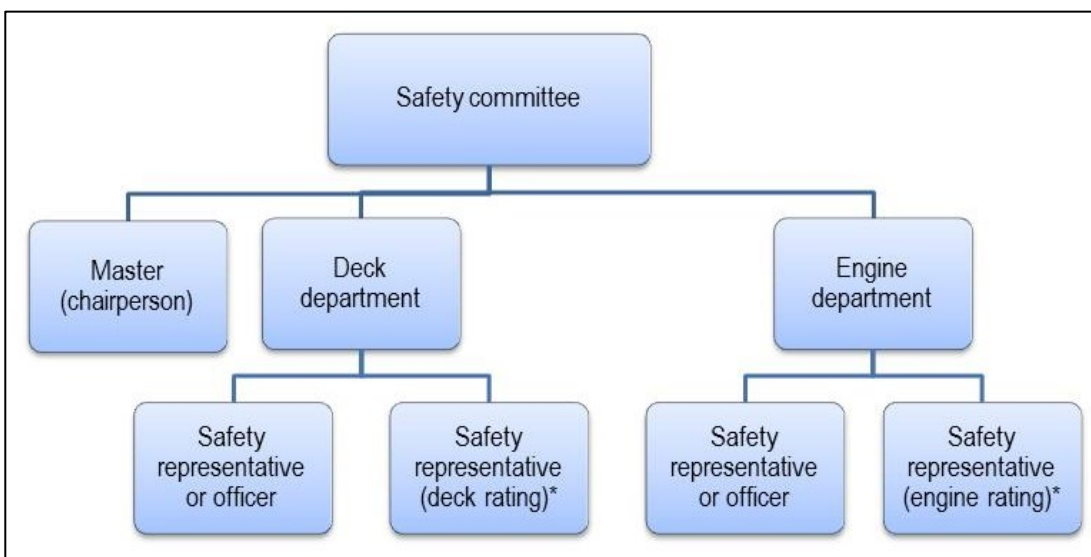 Safety committee
Master
(chairperson)
Deck
department
Engine
department
Safety
representative
or officer
Safety
representative
(deck rating)*
Safety
representative
or officer
Safety
representative
(engine rating)*